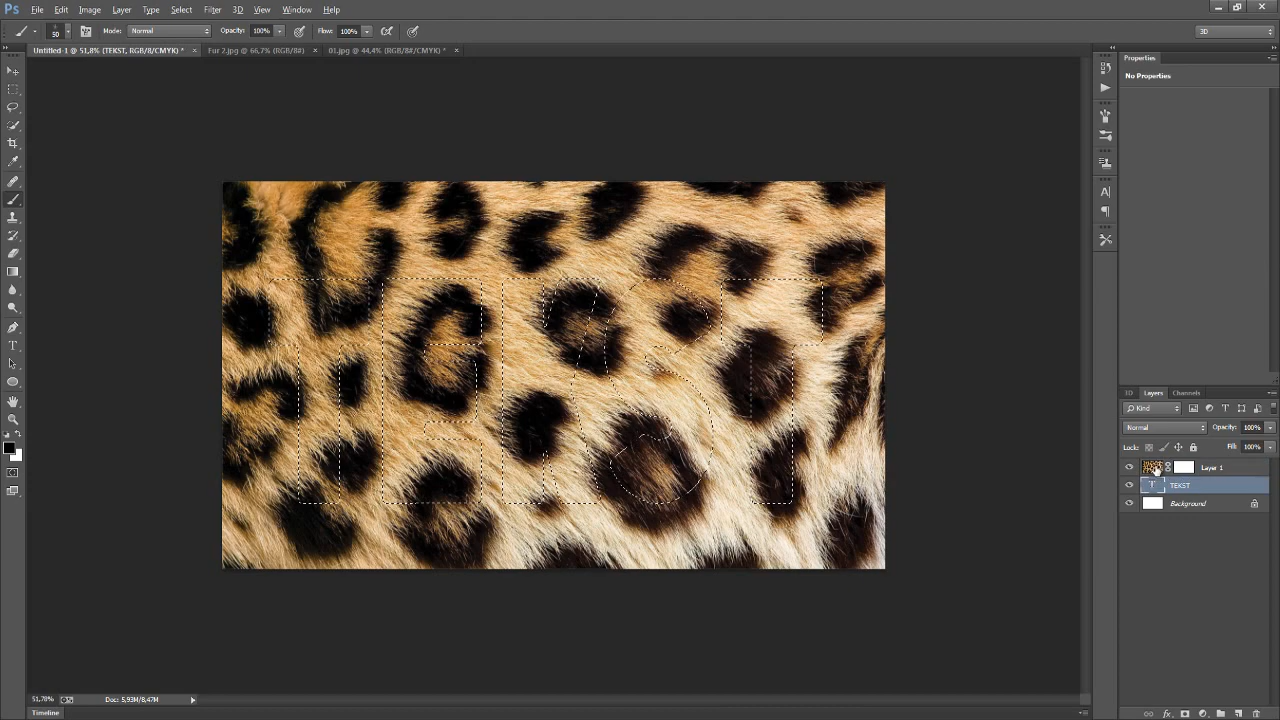 Ps File Edit Image Layer Type Select Filter 3D View Window Help
50 Mode: Normal Opacity: 100% Flow: 100% 3D
Untitled-1 @ 51,8% (TEKST, RGB/8/CMYK) * × Fur 2.jpg @ 66,7% (RGB/8#) × 01.jpg @ 44,4% (RGB/8#/CMYK) * ×
Properties
No Properties
3D Layers Channels
Kind
Normal Opacity: 100%
Lock: Fill: 100%
Layer 1
T TEKST
Background
51,78% Doc: 5,93M/8,47M
Timeline